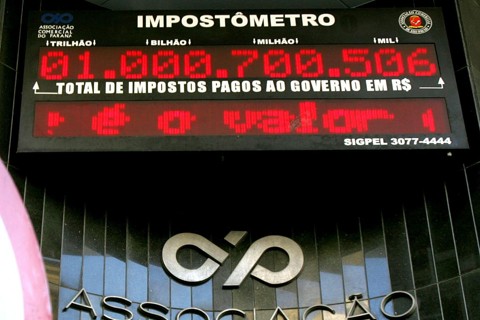 IMPOSTÔMETRO
ASSOCIAÇÃO
COMERCIAL
DO PARANÁ
TRILHÃO BILHÃO MILHÃO MIL
01.000.700.506
TOTAL DE IMPOSTOS PAGOS AO GOVERNO EM R$
é o valor
SIGPEL 3077-4444
ASSOCIAÇÃO